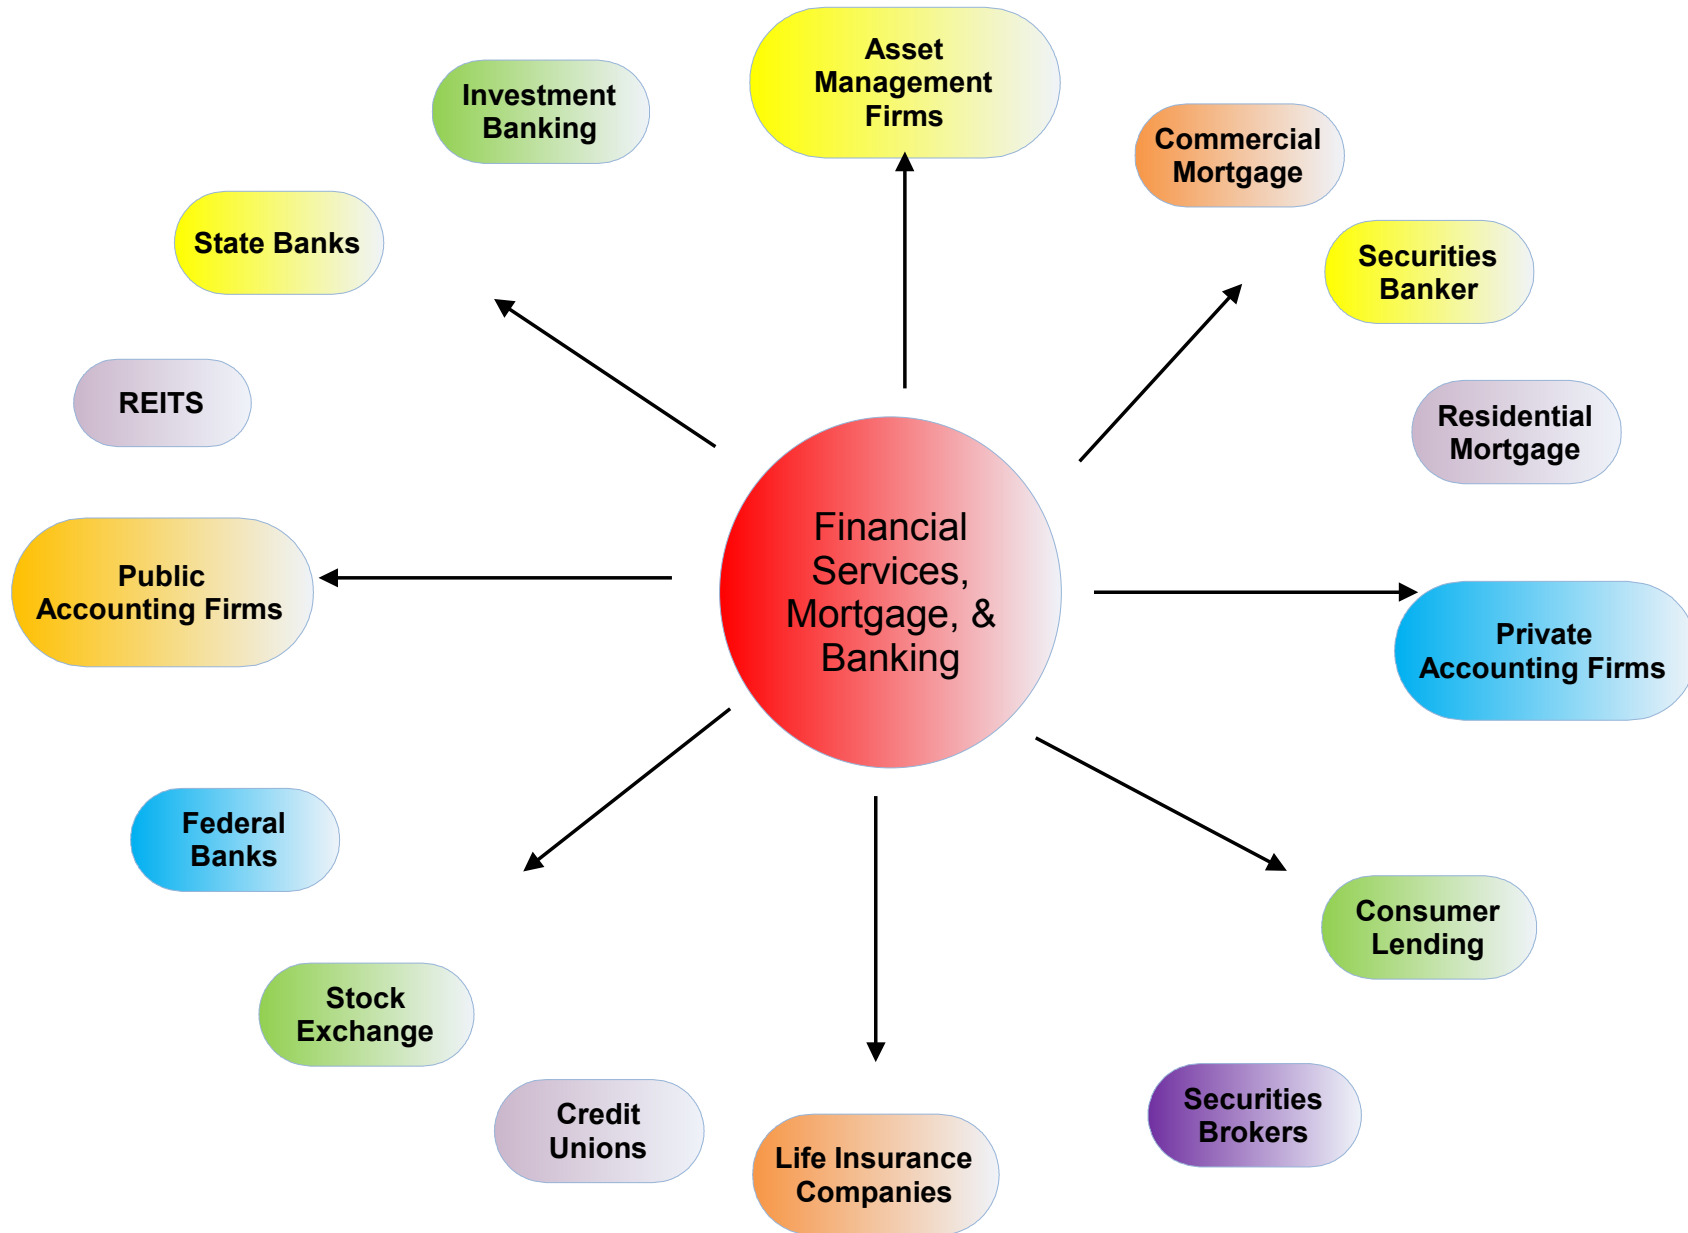 Asset
Management
Firms
Investment
Banking
Commercial
Mortgage
State Banks
Securities
Banker
REITS
Residential
Mortgage
Financial
Services,
Mortgage, &
Banking
Public
Accounting Firms
Private
Accounting Firms
Federal
Banks
Consumer
Lending
Stock
Exchange
Credit
Unions
Life Insurance
Companies
Securities
Brokers